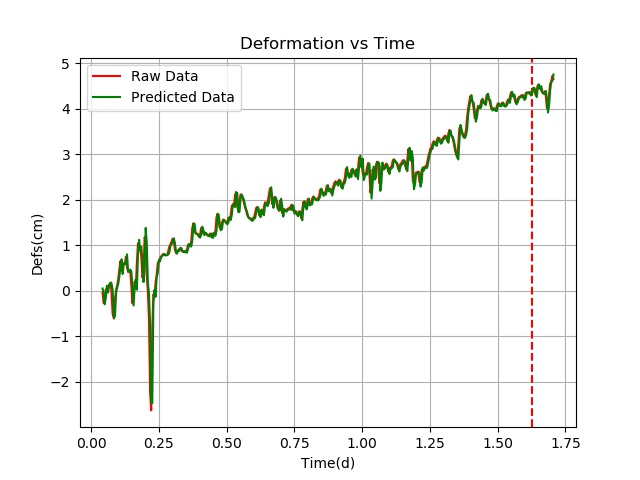 Deformation vs Time
Raw Data
Predicted Data
Defs(cm)
5
4
3
2
1
0
−1
−2
0.00 0.25 0.50 0.75 1.00 1.25 1.50 1.75
Time(d)